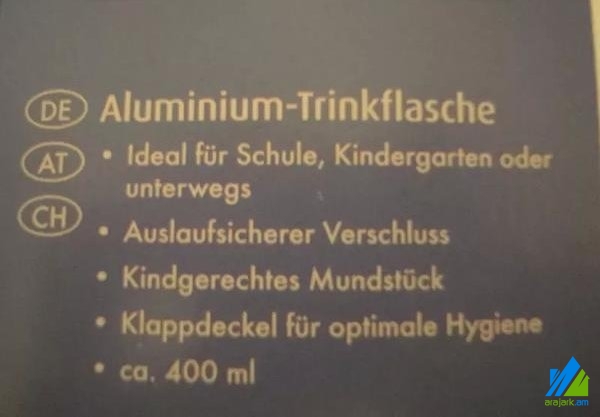 DE Aluminium-Trinkflasche
AT • Ideal für Schule, Kindergarten oder
unterwegs
CH
• Auslaufsicherer Verschluss
• Kindgerechtes Mundstück
• Klappdeckel für optimale Hygiene
• ca. 400 ml
arajark.am